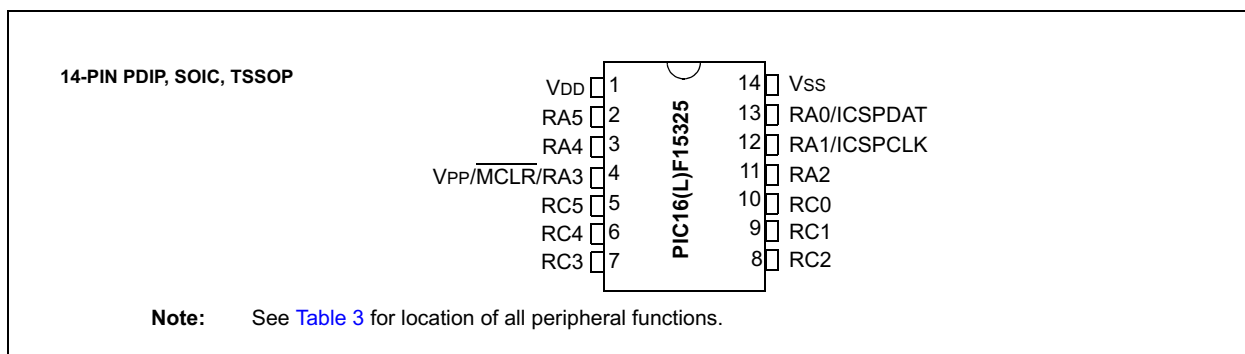 14-PIN PDIP, SOIC, TSSOP
VDD 1 14 VSS
RA5 2 13 RA0/ICSPDAT
RA4 3 12 RA1/ICSPCLK
VPP/MCLR/RA3 4 11 RA2
RC5 5 10 RC0
RC4 6 9 RC1
RC3 7 8 RC2
PIC16(L)F15325
Note: See Table 3 for location of all peripheral functions.